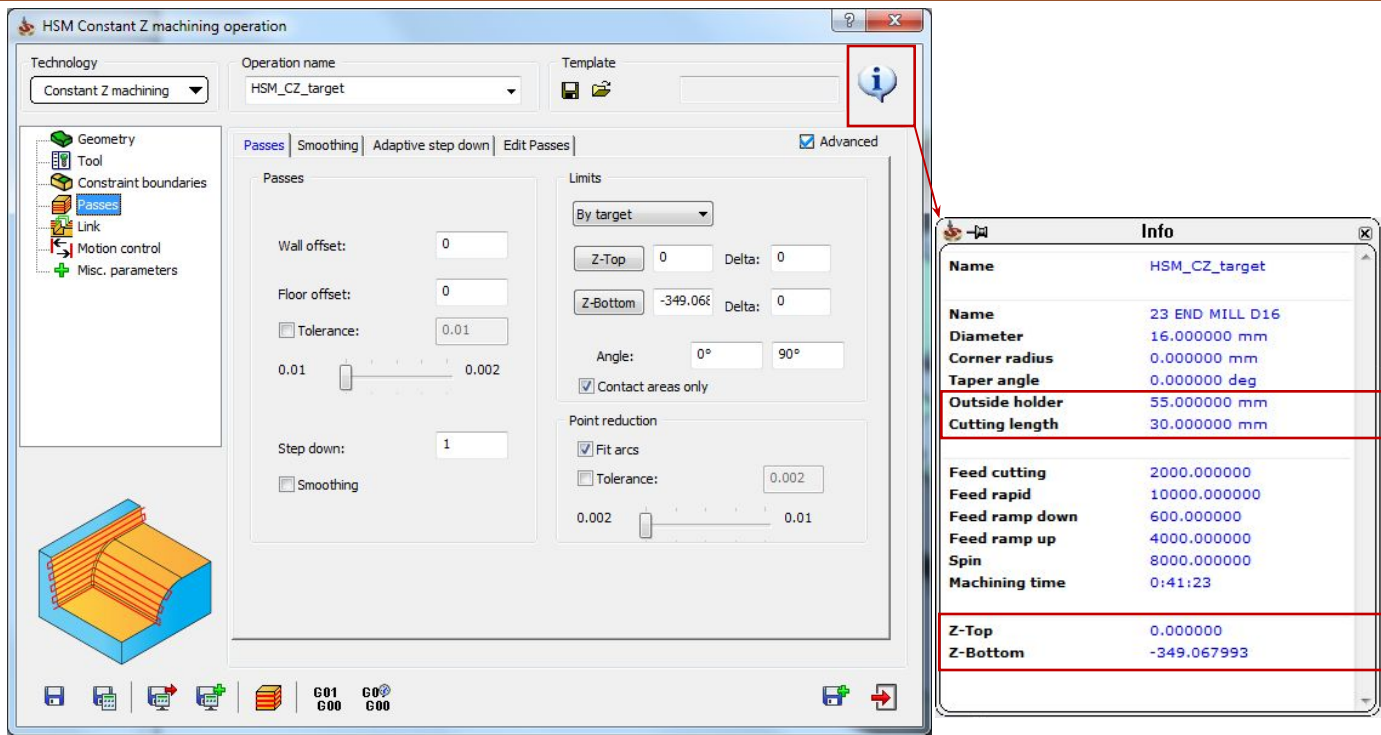 HSM Constant Z machining operation
Technology
Constant Z machining
Operation name
HSM_CZ_target
Template
Geometry
Tool
Constraint boundaries
Passes
Link
Motion control
Misc. parameters
Passes Smoothing Adaptive step down Edit Passes
Advanced
Passes
Wall offset: 0
Floor offset: 0
Tolerance: 0.01
0.01 0.002
Step down: 1
Smoothing
Limits
By target
Z-Top 0 Delta: 0
Z-Bottom -349.068 Delta: 0
Angle: 0° 90°
Contact areas only
Point reduction
Fit arcs
Tolerance: 0.002
0.002 0.01
G01 G00
G00 G00
Info
Name HSM_CZ_target
Name 23 END MILL D16
Diameter 16.000000 mm
Corner radius 0.000000 mm
Taper angle 0.000000 deg
Outside holder 55.000000 mm
Cutting length 30.000000 mm
Feed cutting 2000.000000
Feed rapid 10000.000000
Feed ramp down 600.000000
Feed ramp up 4000.000000
Spin 8000.000000
Machining time 0:41:23
Z-Top 0.000000
Z-Bottom -349.067993